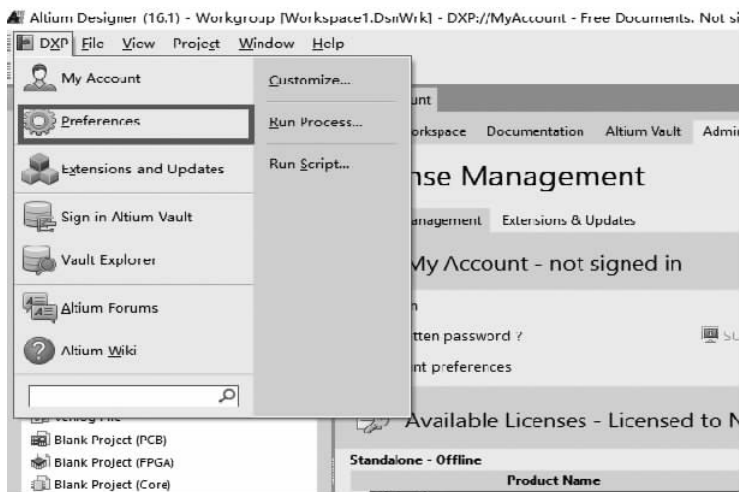 Altium Designer (16.1) - Workgroup [Workspace1.DsnWrk] - DXP://MyAccount - Free Documents. Not si
DXP File View Project Window Help
My Account
Preferences
Extensions and Updates
Sign in Altium Vault
Vault Explorer
Altium Forums
Altium Wiki
Customize...
Run Process...
Run Script...
unt
orkspace Documentation Altium Vault Admi
nse Management
anagement Extensions & Updates
My Account - not signed in
n
tten password ?
nt preferences
Available Licenses - Licensed to N
Standalone - Offline
Product Name
Blank Project (PCB)
Blank Project (FPGA)
Blank Project (Core)